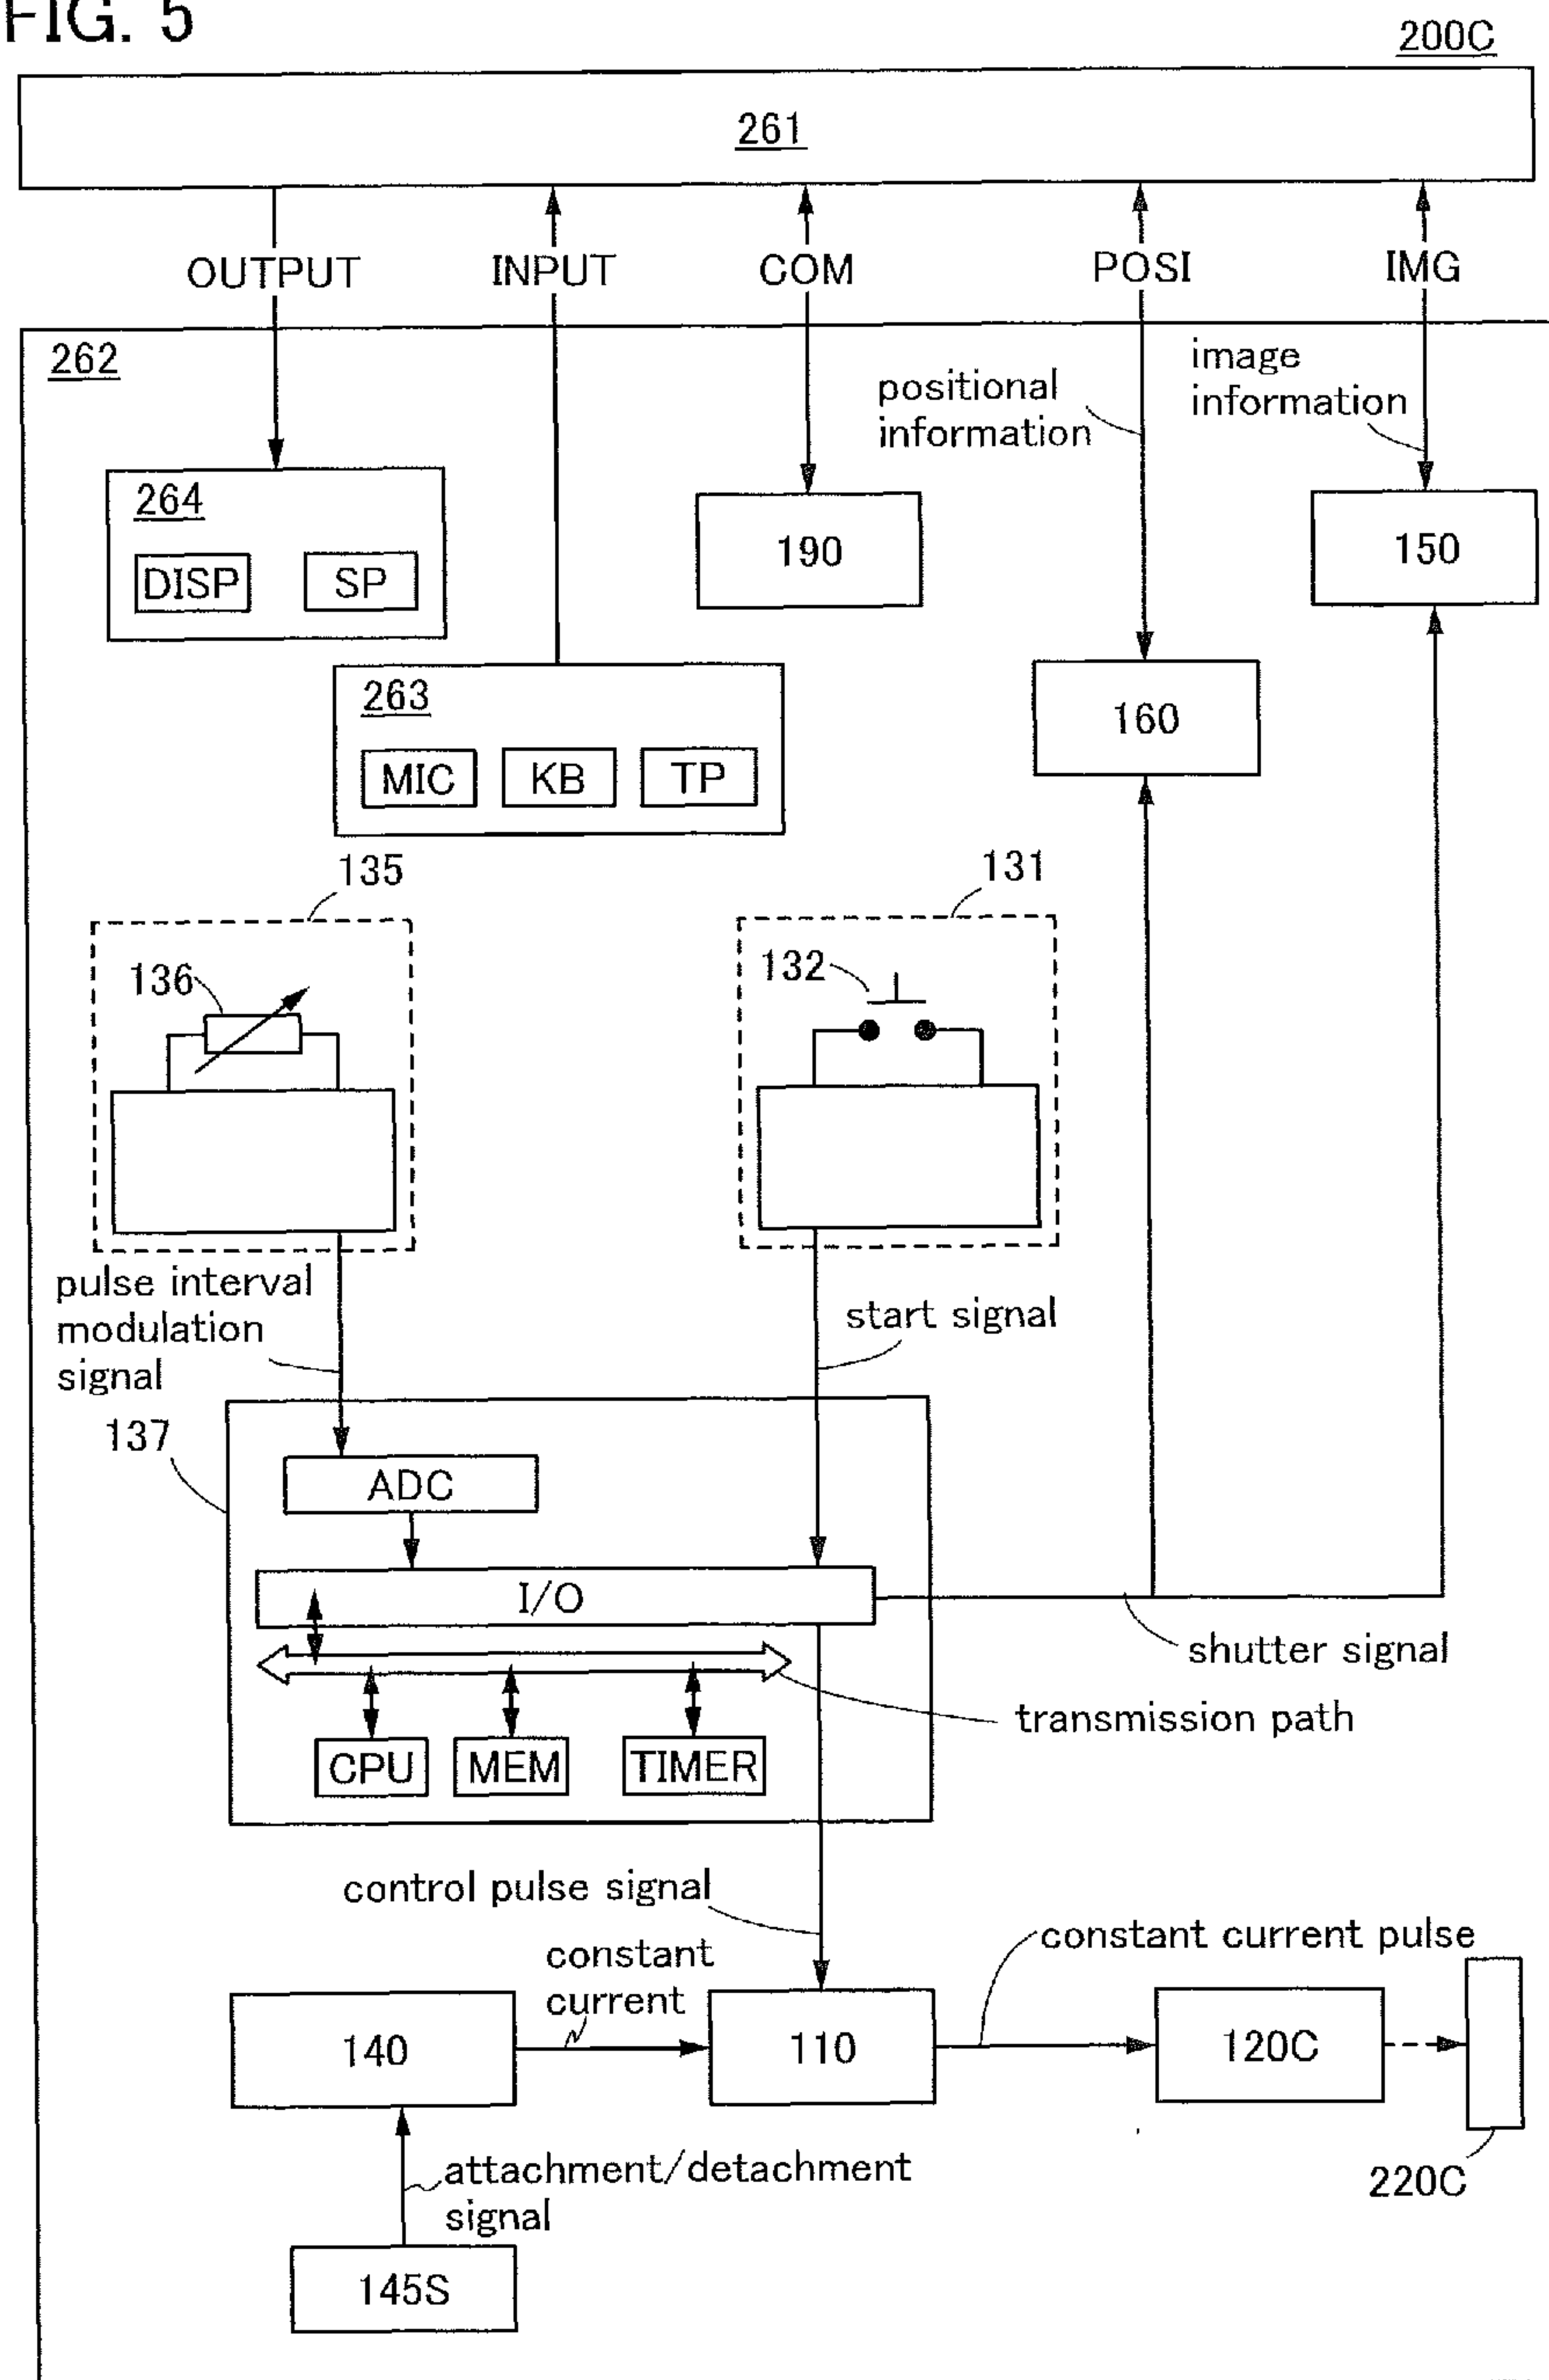 FIG. 5
200C
261
OUTPUT
INPUT
COM
POSI
IMG
262
image
information
positional
information
264
DISP
SP
190
150
263
MIC
KB
TP
160
135
131
136
132
pulse interval
modulation
signal
start signal
137
ADC
I/O
shutter signal
transmission path
CPU
MEM
TIMER
control pulse signal
constant
current
constant current pulse
140
110
120C
220C
attachment/detachment
signal
145S